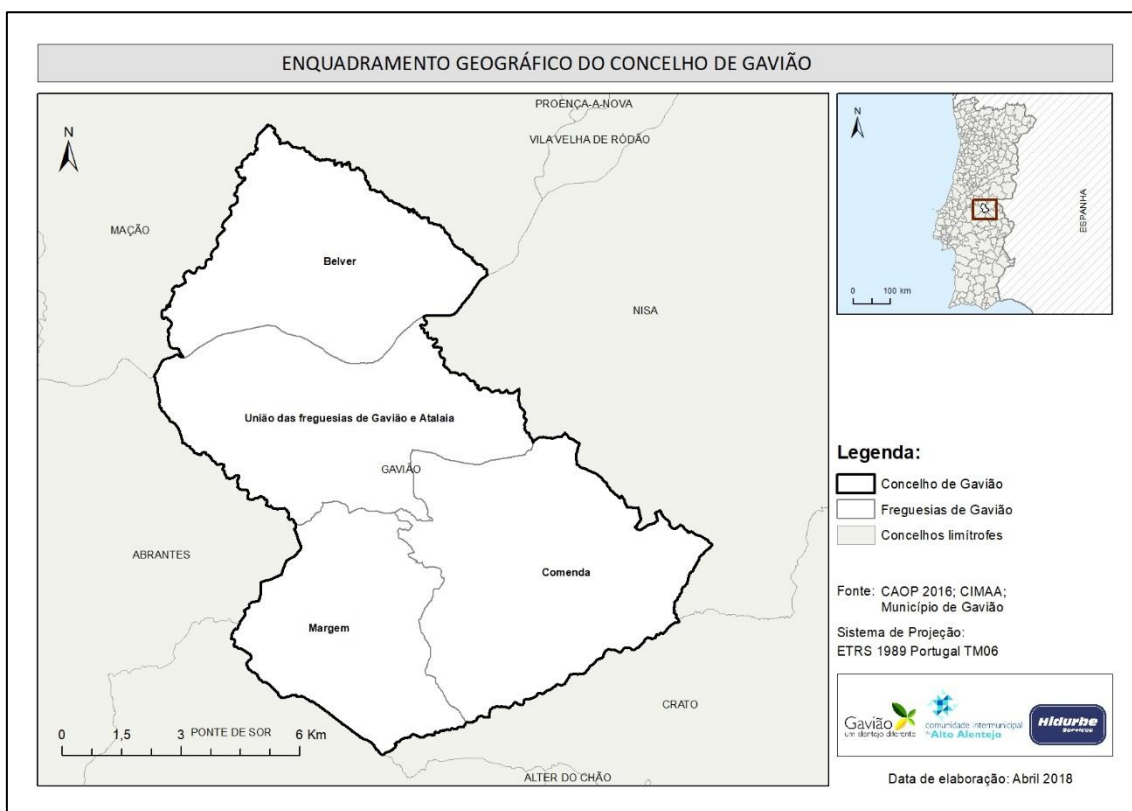 ENQUADRAMENTO GEOGRÁFICO DO CONCELHO DE GAVIÃO
N
PROENÇA-A-NOVA
VILA VELHA DE RÓDÃO
MAÇÃO
Belver
NISA
União das freguesias de Gavião e Atalaia
GAVIÃO
ABRANTES
Comenda
Margem
CRATO
PONTE DE SOR
0 1,5 3 6 Km
ALTER DO CHÃO
N
ESPANHA
0 100 km
Legenda:
Concelho de Gavião
Freguesias de Gavião
Concelhos limítrofes
Fonte: CAOP 2016; CIMAA;
Município de Gavião
Sistema de Projeção:
ETRS 1989 Portugal TM06
Gavião
um alentejo diferente
comunidade intermunicipal
Alto Alentejo
Hidurbe
Serviços
Data de elaboração: Abril 2018